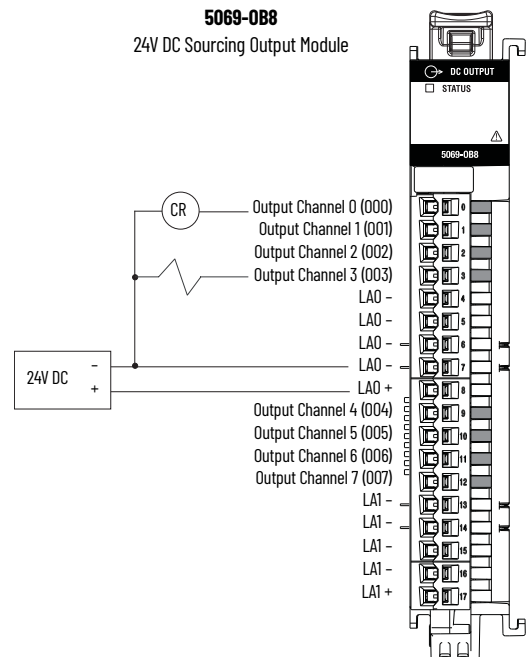 5069-OB8
24V DC Sourcing Output Module
DC OUTPUT
STATUS
5069-OB8
CR
Output Channel 0 (000)
0
Output Channel 1 (001)
1
Output Channel 2 (002)
2
Output Channel 3 (003)
3
LA0 –
4
LA0 –
5
LA0 –
6
LA0 –
7
24V DC
–
+
LA0 +
8
Output Channel 4 (004)
9
Output Channel 5 (005)
10
Output Channel 6 (006)
11
Output Channel 7 (007)
12
LA1 –
13
LA1 –
14
LA1 –
15
LA1 –
16
LA1 +
17